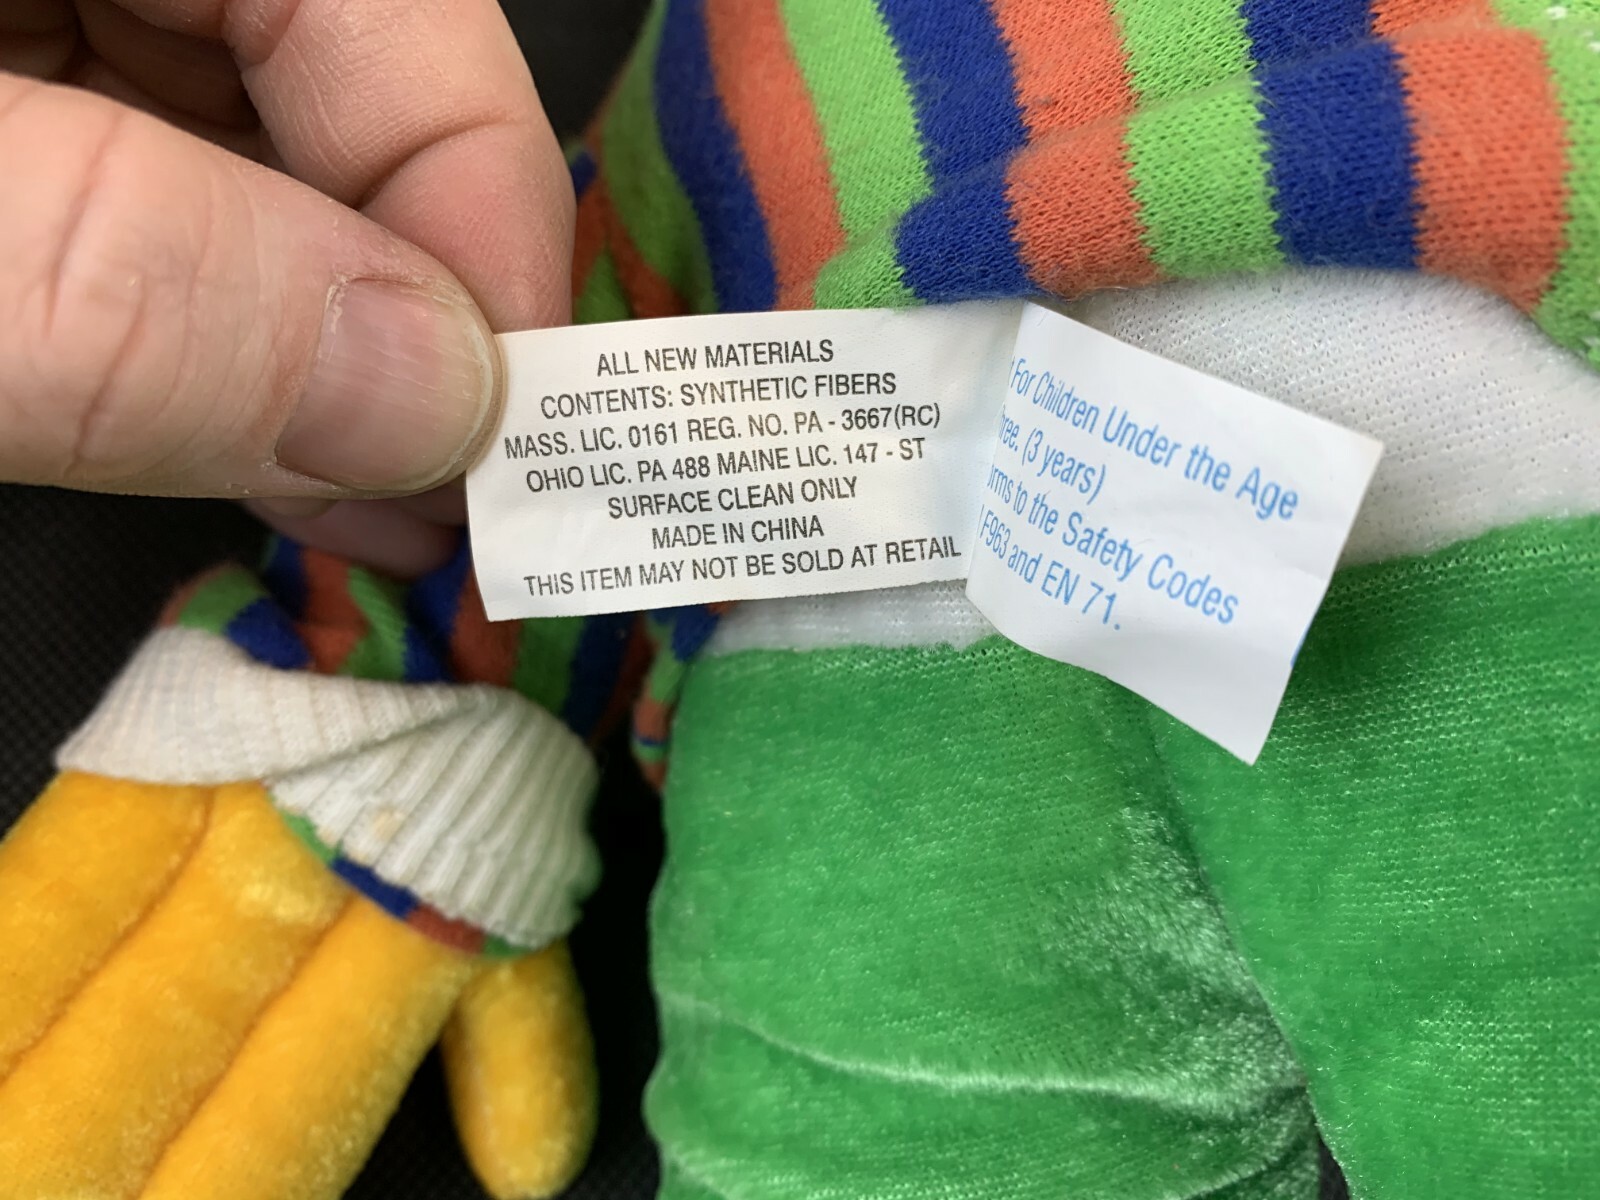 ALL NEW MATERIALS
CONTENTS: SYNTHETIC FIBERS
MASS. LIC. 0161 REG. NO. PA - 3667(RC)
OHIO LIC. PA 488 MAINE LIC. 147 - ST
SURFACE CLEAN ONLY
MADE IN CHINA
THIS ITEM MAY NOT BE SOLD AT RETAIL
For Children Under the Age
(3 years)
to the Safety Codes
F963 and EN 71.